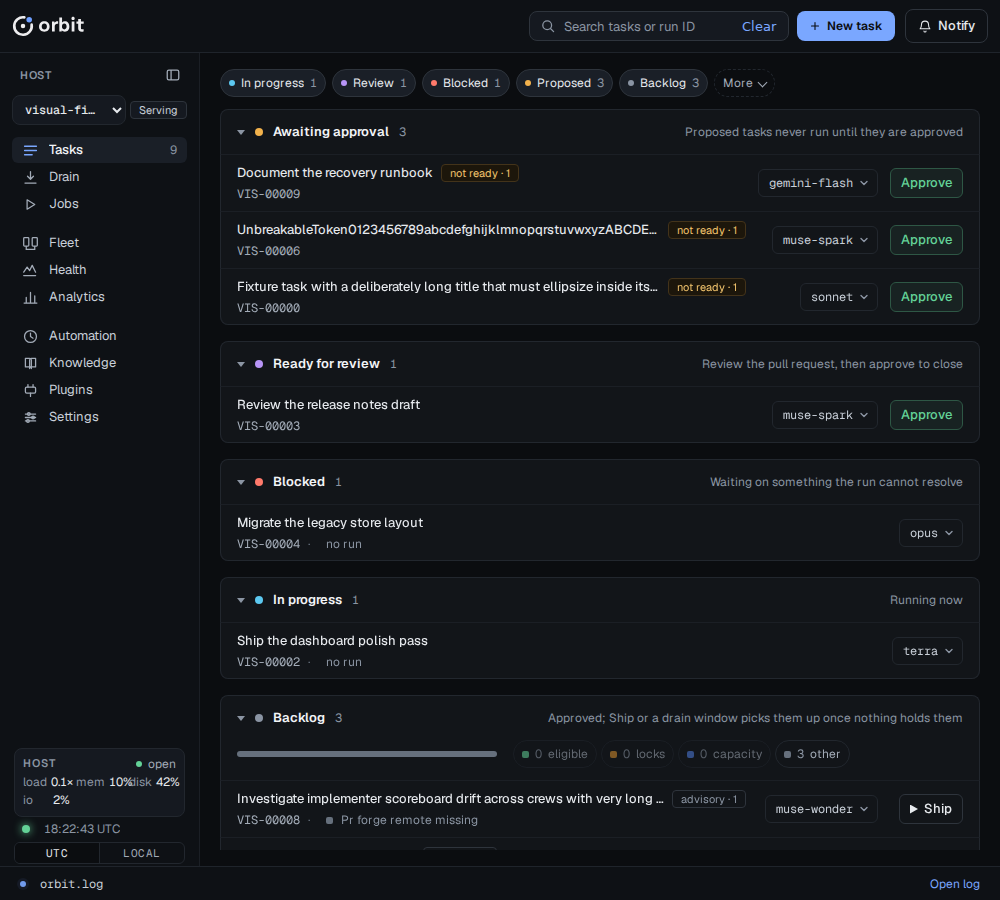 orbit
Search tasks or run ID Clear
+ New task
Notify
HOST
visual-fi… Serving
Tasks 9
Drain
Jobs
Fleet
Health
Analytics
Automation
Knowledge
Plugins
Settings
HOST open
load 0.1× mem 10% disk 42%
io 2%
18:22:43 UTC
UTC LOCAL
In progress 1 Review 1 Blocked 1 Proposed 3 Backlog 3 More
Awaiting approval 3 Proposed tasks never run until they are approved
Document the recovery runbook not ready · 1 gemini-flash Approve
VIS-00009
UnbreakableToken0123456789abcdefghijklmnopqrstuvwxyzABCDE… not ready · 1 muse-spark Approve
VIS-00006
Fixture task with a deliberately long title that must ellipsize inside its… not ready · 1 sonnet Approve
VIS-00000
Ready for review 1 Review the pull request, then approve to close
Review the release notes draft muse-spark Approve
VIS-00003
Blocked 1 Waiting on something the run cannot resolve
Migrate the legacy store layout opus
VIS-00004 · no run
In progress 1 Running now
Ship the dashboard polish pass terra
VIS-00002 · no run
Backlog 3 Approved; Ship or a drain window picks them up once nothing holds them
0 eligible 0 locks 0 capacity 3 other
Investigate implementer scoreboard drift across crews with very long … advisory · 1 muse-wonder Ship
VIS-00008 · Pr forge remote missing
orbit.log Open log